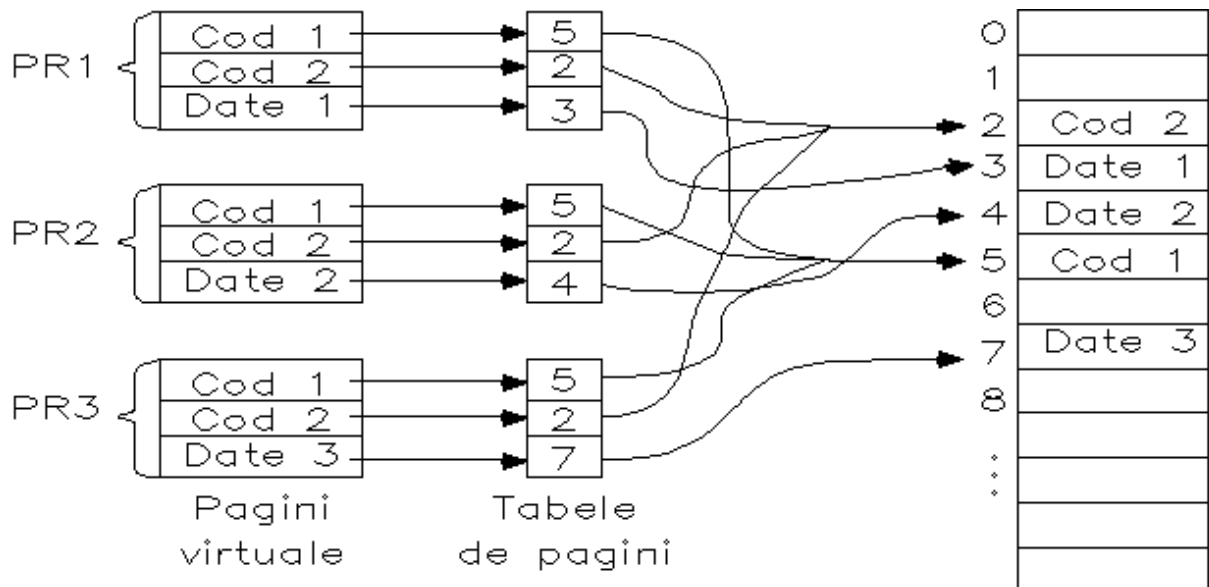 PR1
Cod 1
Cod 2
Date 1
5
2
3
PR2
Cod 1
Cod 2
Date 2
5
2
4
PR3
Cod 1
Cod 2
Date 3
5
2
7
Pagini
virtuale
Tabele
de pagini
0
1
2 Cod 2
3 Date 1
4 Date 2
5 Cod 1
6
7 Date 3
8